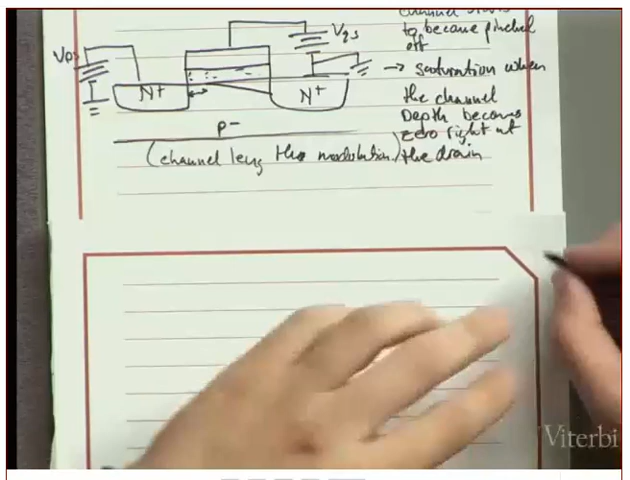 to become pinched
off
VDS
Vgs
→ saturation when
the channel
Depth becomes
zero right at
the drain
N+
N+
P-
(channel length modulation)
Viterbi